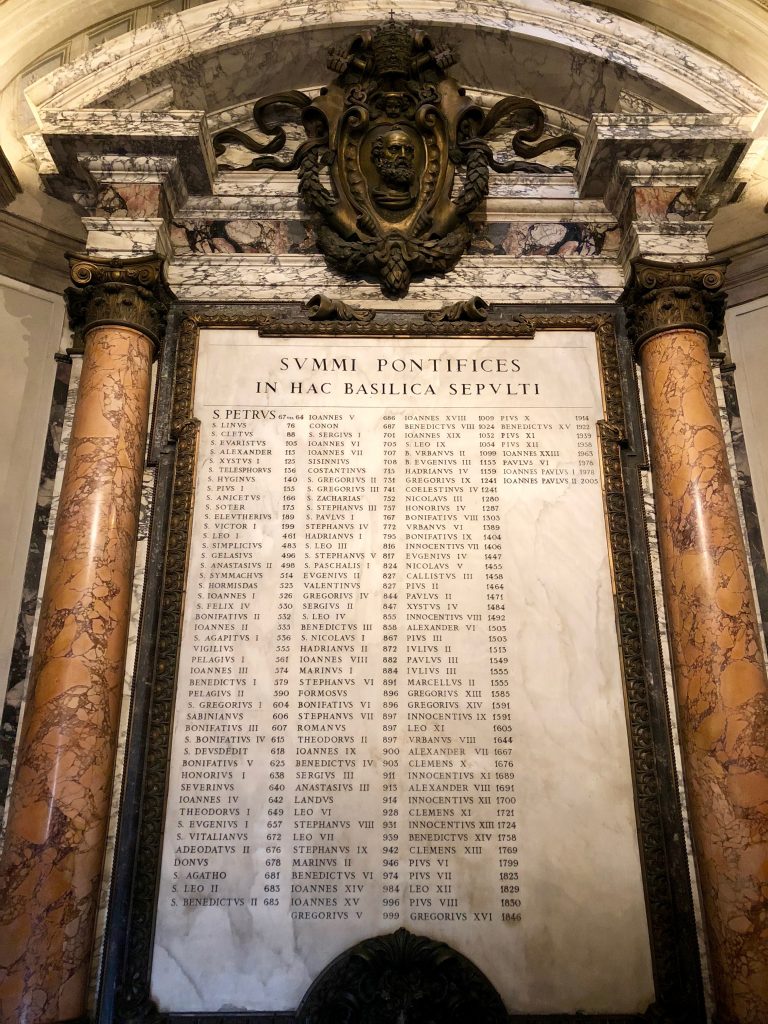 SVMMI PONTIFICES
IN HAC BASILICA SEPVLTI
S. PETRVS 67 vel 64
S. LINVS 76
S. CLETVS 88
S. EVARISTVS 105
S. ALEXANDER 115
S. XYSTVS I 125
S. TELESPHORVS 136
S. HYGINVS 140
S. PIVS I 155
S. ANICETVS 166
S. SOTER 175
S. ELEVTHERIVS 189
S. VICTOR I 199
S. LEO I 461
S. SIMPLICIVS 483
S. GELASIVS 496
S. ANASTASIVS II 498
S. SYMMACHVS 514
S. HORMISDAS 523
S. IOANNES I 526
S. FELIX IV 530
BONIFATIVS II 532
IOANNES II 535
S. AGAPITVS I 536
VIGILIVS 555
PELAGIVS I 561
IOANNES III 574
BENEDICTVS I 579
PELAGIVS II 590
S. GREGORIVS I 604
SABINIANVS 606
BONIFATIVS III 607
S. BONIFATIVS IV 615
S. DEVSDEDIT 618
BONIFATIVS V 625
HONORIVS I 638
SEVERINVS 640
IOANNES IV 642
THEODORVS I 649
S. EVGENIVS I 657
S. VITALIANVS 672
ADEODATVS II 676
DONVS 678
S. AGATHO 681
S. LEO II 683
S. BENEDICTVS II 685
IOANNES V 686
CONON 687
S. SERGIVS I 701
IOANNES VI 705
IOANNES VII 707
SISINNIVS 708
COSTANTINVS 715
S. GREGORIVS II 731
S. GREGORIVS III 741
S. ZACHARIAS 752
S. STEPHANVS III 757
S. PAVLVS I 767
STEPHANVS IV 772
HADRIANVS I 795
S. LEO III 816
S. STEPHANVS V 817
S. PASCHALIS I 824
EVGENIVS II 827
VALENTINVS 827
GREGORIVS IV 844
SERGIVS II 847
S. LEO IV 855
BENEDICTVS III 858
S. NICOLAVS I 867
HADRIANVS II 872
IOANNES VIII 882
MARINVS I 884
STEPHANVS VI 891
FORMOSVS 896
BONIFATIVS VI 896
STEPHANVS VII 897
ROMANVS 897
THEODORVS II 897
IOANNES IX 900
BENEDICTVS IV 903
SERGIVS III 911
ANASTASIVS III 913
LANDVS 914
LEO VI 928
STEPHANVS VIII 931
LEO VII 939
STEPHANVS IX 942
MARINVS II 946
BENEDICTVS VI 974
IOANNES XIV 984
IOANNES XV 996
GREGORIVS V 999
IOANNES XVIII 1009
BENEDICTVS VIII 1024
IOANNES XIX 1032
S. LEO IX 1054
B. VRBANVS II 1099
B. EVGENIVS III 1153
HADRIANVS IV 1159
GREGORIVS IX 1241
COELESTINVS IV 1241
NICOLAVS III 1280
HONORIVS IV 1287
BONIFATIVS VIII 1303
VRBANVS VI 1389
BONIFATIVS IX 1404
INNOCENTIVS VII 1406
EVGENIVS IV 1447
NICOLAVS V 1455
CALLISTVS III 1458
PIVS II 1464
PAVLVS II 1471
XYSTVS IV 1484
INNOCENTIVS VIII 1492
ALEXANDER VI 1503
PIVS III 1503
IVLIVS II 1513
PAVLVS III 1549
IVLIVS III 1555
MARCELLVS II 1555
GREGORIVS XIII 1585
GREGORIVS XIV 1591
INNOCENTIVS IX 1591
LEO XI 1605
VRBANVS VIII 1644
ALEXANDER VII 1667
CLEMENS X 1676
INNOCENTIVS XI 1689
ALEXANDER VIII 1691
INNOCENTIVS XII 1700
CLEMENS XI 1721
INNOCENTIVS XIII 1724
BENEDICTVS XIV 1758
CLEMENS XIII 1769
PIVS VI 1799
PIVS VII 1823
LEO XII 1829
PIVS VIII 1830
GREGORIVS XVI 1846
PIVS X 1914
BENEDICTVS XV 1922
PIVS XI 1939
PIVS XII 1958
IOANNES XXIII 1963
PAVLVS VI 1978
IOANNES PAVLVS I 1978
IOANNES PAVLVS II 2005